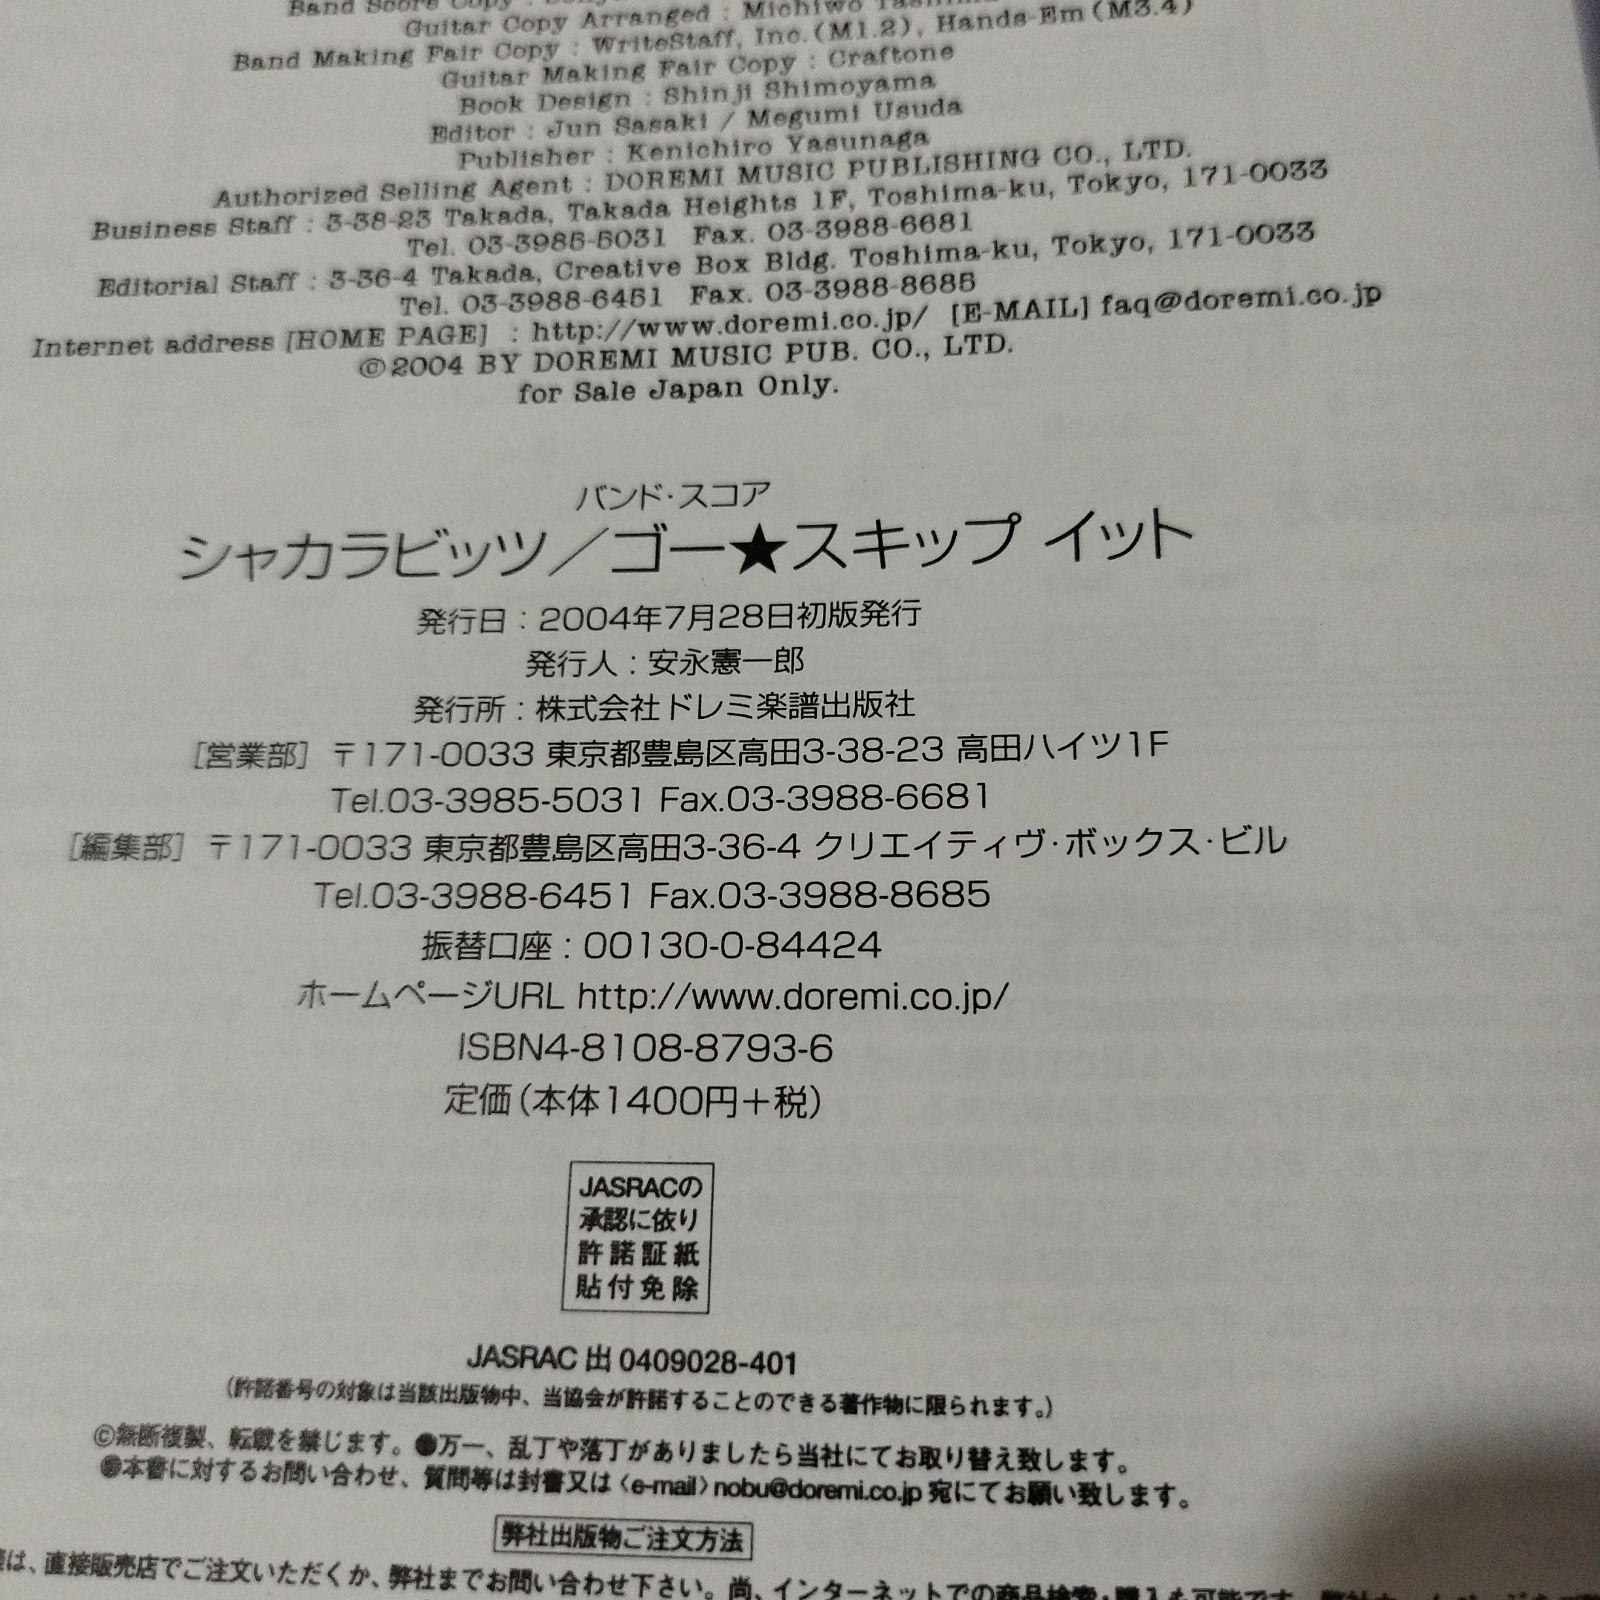 Band Score Copy :
Guitar Copy Arranged : Michiwo
Band Making Fair Copy : WriteStaff, Inc.(M1.2), Hands-Em(M3.4)
Guitar Making Fair Copy : Craftone
Book Design : Shinji Shimoyama
Editor : Jun Sasaki / Megumi Usuda
Publisher : Kenichiro Yasunaga
Authorized Selling Agent : DOREMI MUSIC PUBLISHING CO., LTD.
Business Staff : 3-38-23 Takada, Takada Heights 1F, Toshima-ku, Tokyo, 171-0033
Tel. 03-3985-5031 Fax. 03-3988-6681
Editorial Staff : 3-36-4 Takada, Creative Box Bldg. Toshima-ku, Tokyo, 171-0033
Tel. 03-3988-6451 Fax. 03-3988-8685
Internet address [HOME PAGE] : http://www.doremi.co.jp/ [E-MAIL] faq@doremi.co.jp
©2004 BY DOREMI MUSIC PUB. CO., LTD.
for Sale Japan Only.
バンド・スコア
シャカラビッツ／ゴー★スキップ イット
発行日：2004年7月28日初版発行
発行人：安永憲一郎
発行所：株式会社ドレミ楽譜出版社
［営業部］ 〒171-0033 東京都豊島区高田3-38-23 高田ハイツ1F
Tel.03-3985-5031 Fax.03-3988-6681
［編集部］ 〒171-0033 東京都豊島区高田3-36-4 クリエイティヴ・ボックス・ビル
Tel.03-3988-6451 Fax.03-3988-8685
振替口座：00130-0-84424
ホームページURL http://www.doremi.co.jp/
ISBN4-8108-8793-6
定価（本体1400円＋税）
JASRACの
承認に依り
許諾証紙
貼付免除
JASRAC 出 0409028-401
（許諾番号の対象は当該出版物中、当協会が許諾することのできる著作物に限られます。）
©無断複製、転載を禁じます。●万一、乱丁や落丁がありましたら当社にてお取り替え致します。
●本書に対するお問い合わせ、質問等は封書又は〈e-mail〉nobu@doremi.co.jp 宛にてお願い致します。
弊社出版物ご注文方法
は、直接販売店でご注文いただくか、弊社までお問い合わせ下さい。尚、インターネットでの商品検索・購入も可能です。